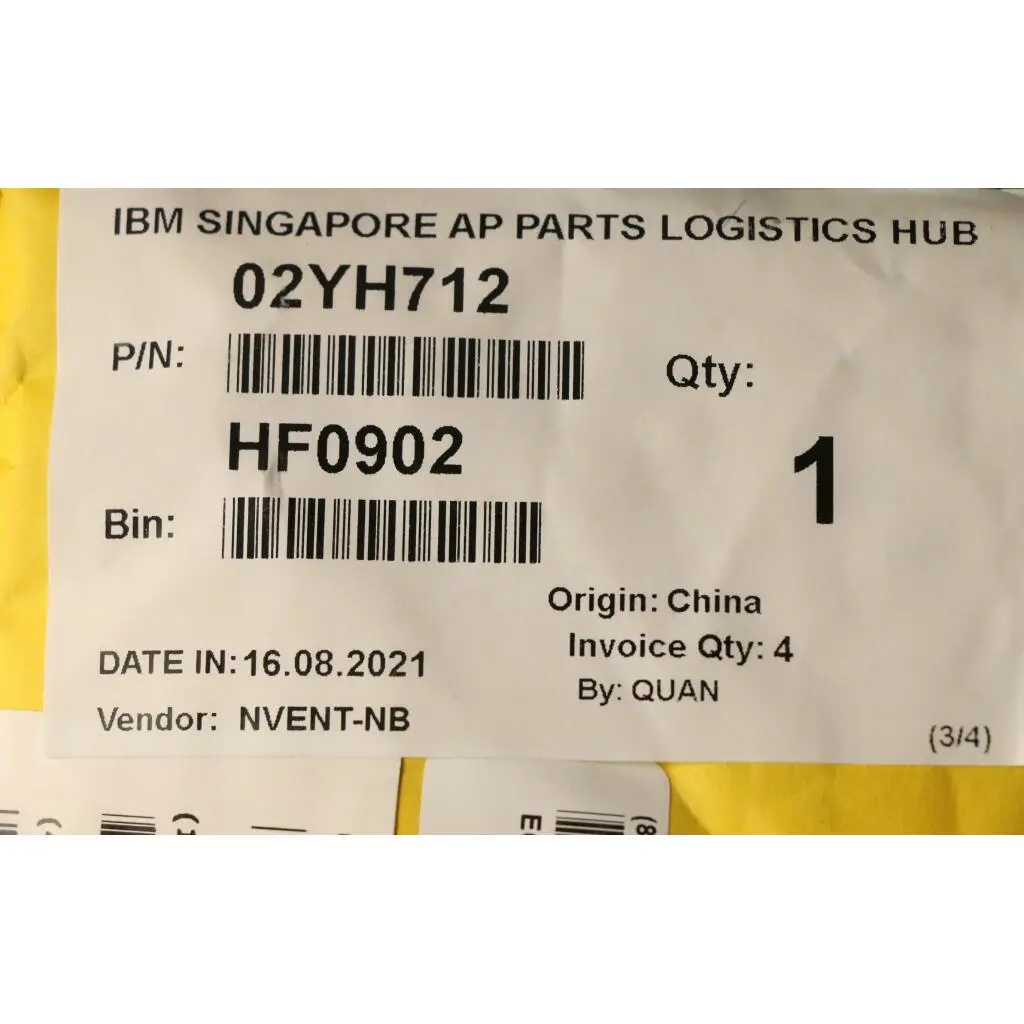 IBM SINGAPORE AP PARTS LOGISTICS HUB
02YH712
P/N:
Qty:
HF0902
1
Bin:
Origin: China
Invoice Qty: 4
DATE IN:16.08.2021
By: QUAN
Vendor: NVENT-NB
(3/4)